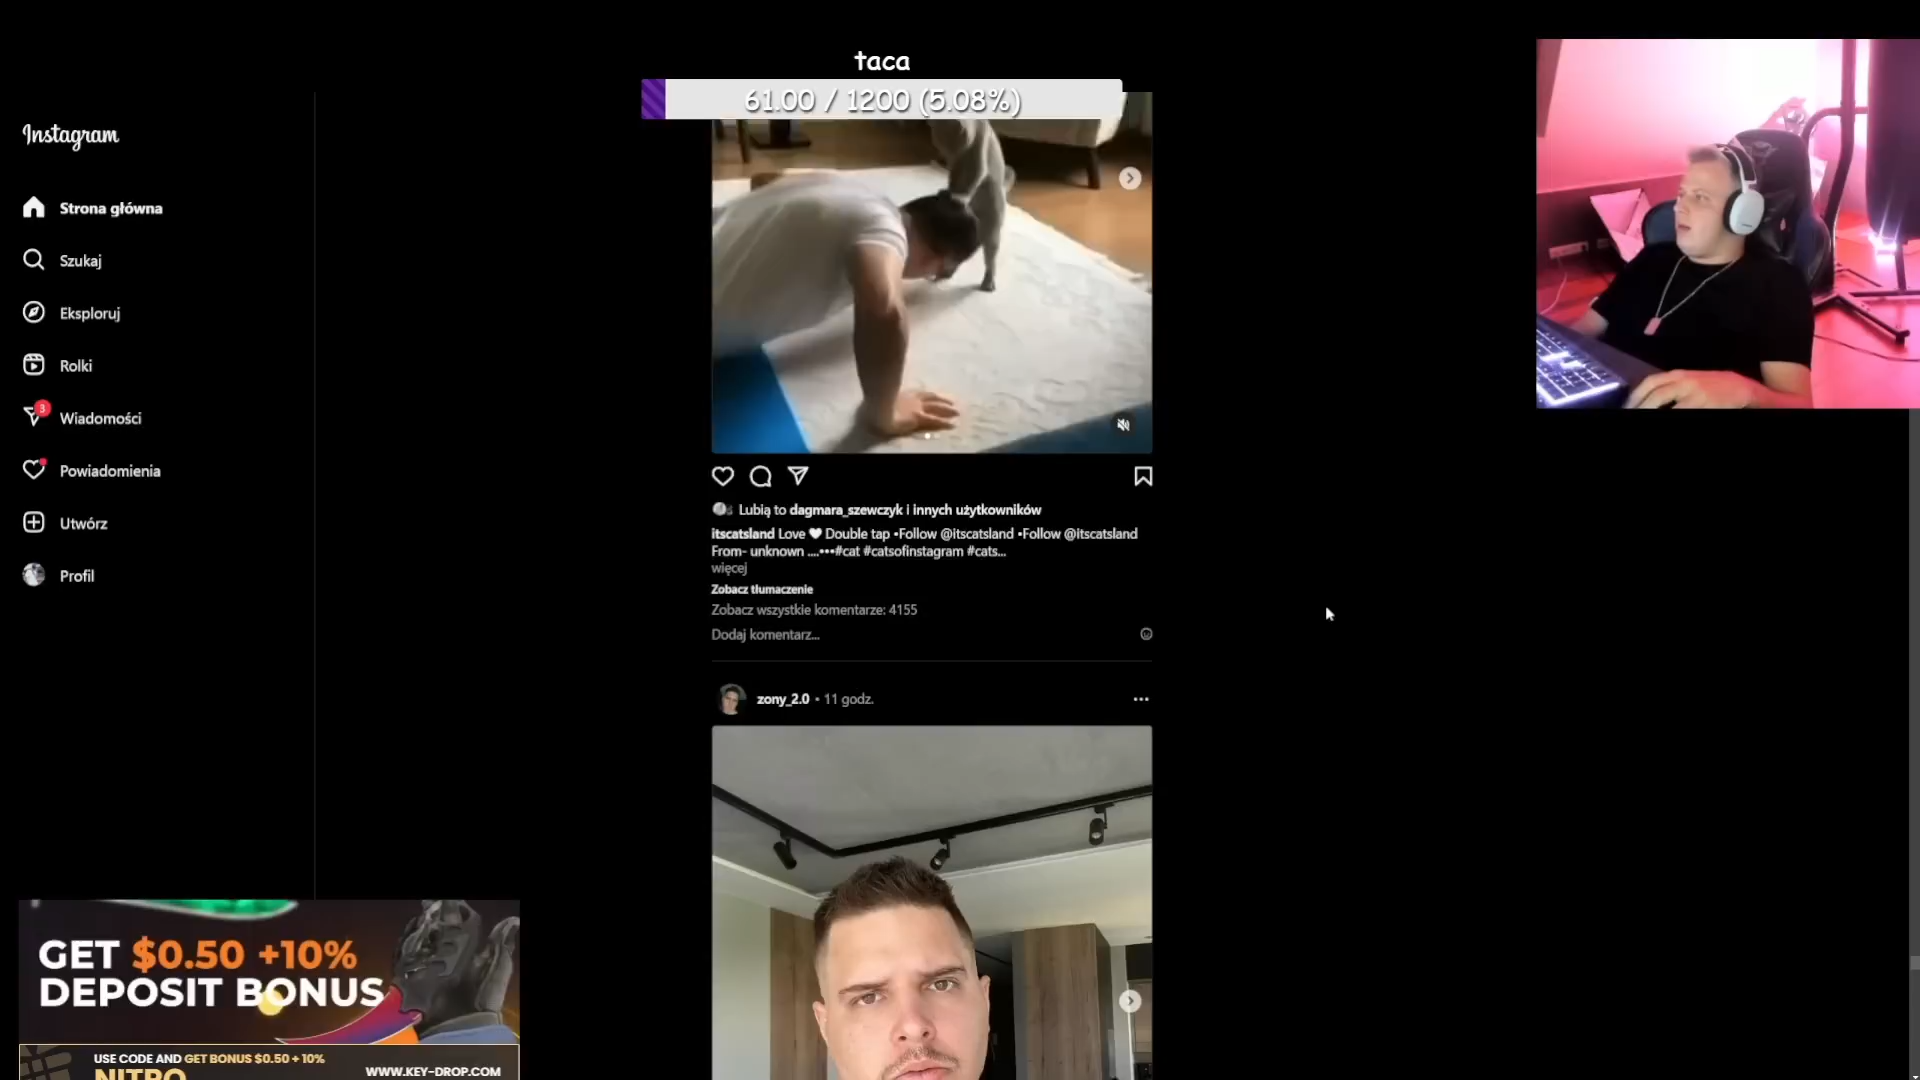 taca
61.00 / 1200 (5.08%)
Instagram
Strona główna
Szukaj
Eksploruj
Rolki
3
Wiadomości
Powiadomienia
Utwórz
Profil
Lubią to dagmara_szewczyk i innych użytkowników
itscatsland Love 🖤 Double tap •Follow @itscatsland •Follow @itscatsland
From- unknown ....•••#cat #catsofinstagram #cats...
więcej
Zobacz tłumaczenie
Zobacz wszystkie komentarze: 4155
Dodaj komentarz...
zony_2.0 • 11 godz.
GET $0.50 +10%
DEPOSIT BONUS
USE CODE AND GET BONUS $0.50 + 10%
NITRO
WWW.KEY-DROP.COM